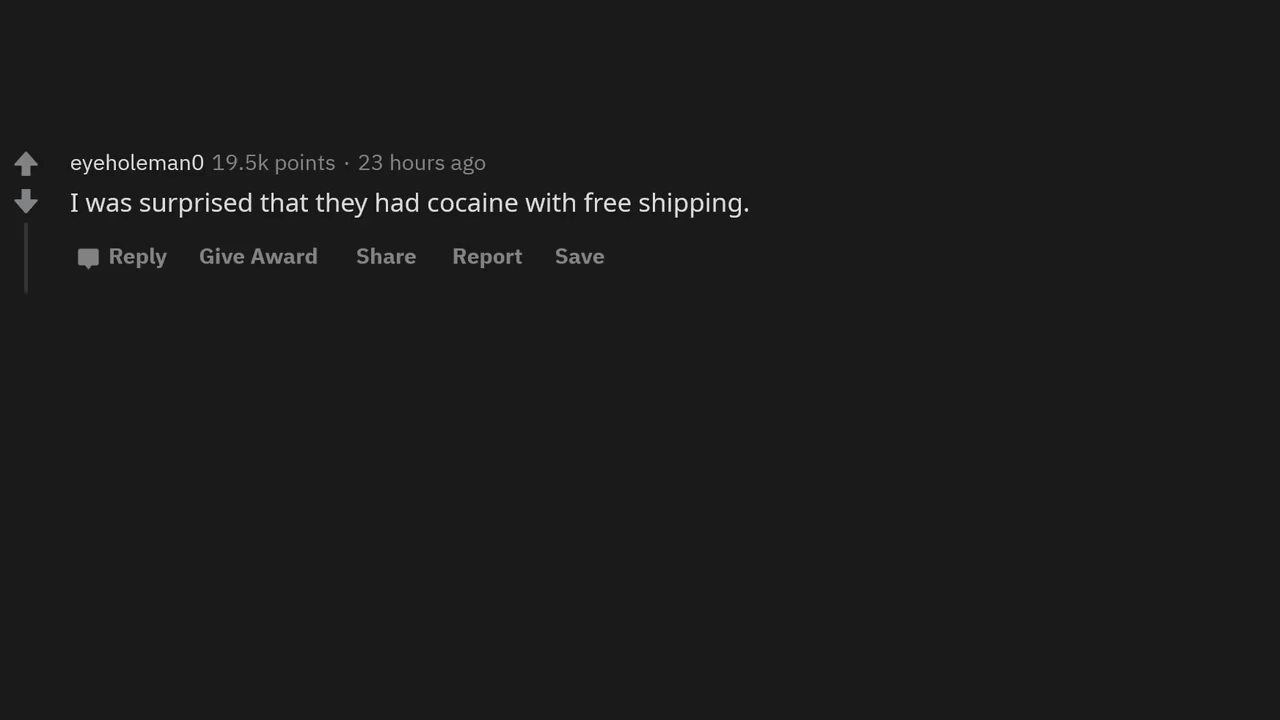 eyeholeman0 19.5k points · 23 hours ago
I was surprised that they had cocaine with free shipping.
Reply Give Award Share Report Save